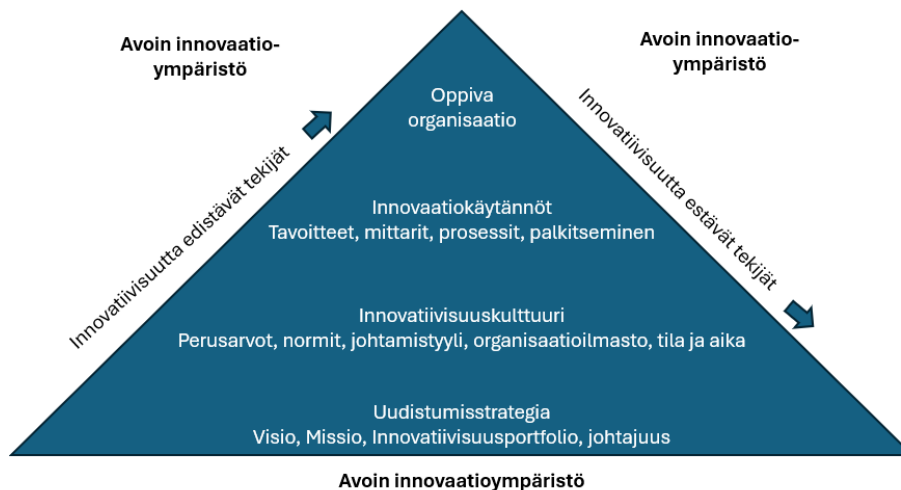 Avoin innovaatio-
ympäristö
Avoin innovaatio-
ympäristö
Oppiva
organisaatio
Innovatiivisuutta edistävät tekijät
Innovatiivisuutta estävät tekijät
Innovaatiokäytännöt
Tavoitteet, mittarit, prosessit, palkitseminen
Innovatiivisuuskulttuuri
Perusarvot, normit, johtamistyyli, organisaatioilmasto, tila ja aika
Uudistumisstrategia
Visio, Missio, Innovatiivisuusportfolio, johtajuus
Avoin innovaatioympäristö